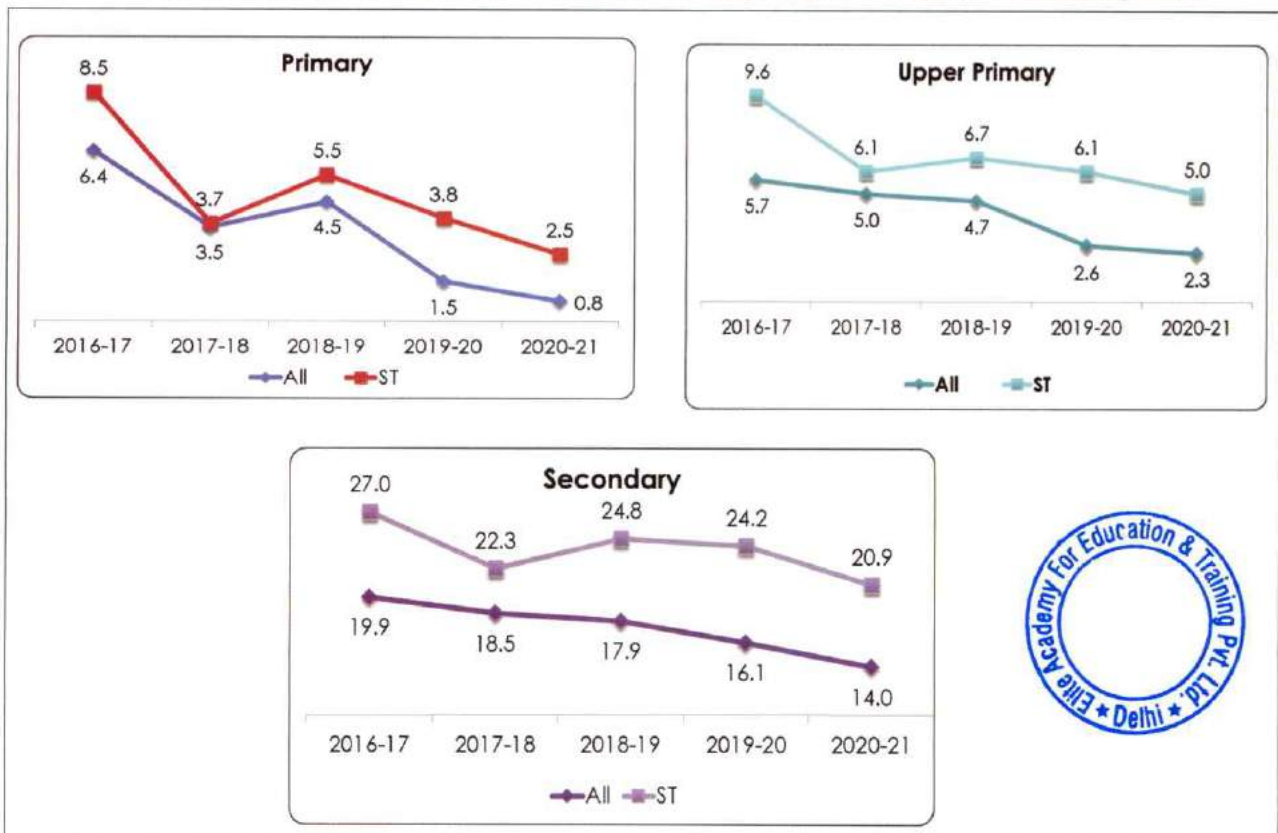 Primary
8.5
6.4
3.7
3.5
5.5
4.5
3.8
1.5
2.5
0.8
2016-17 2017-18 2018-19 2019-20 2020-21
All ST
Upper Primary
9.6
5.7
6.1
5.0
6.7
4.7
6.1
2.6
5.0
2.3
2016-17 2017-18 2018-19 2019-20 2020-21
All ST
Secondary
27.0
19.9
22.3
18.5
24.8
17.9
24.2
16.1
20.9
14.0
2016-17 2017-18 2018-19 2019-20 2020-21
All ST
Elite Academy For Education & Training Pvt. Ltd.
★ Delhi ★